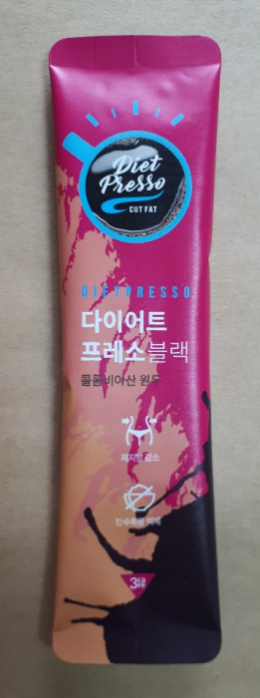 Diet
Presso
CUT FAT
DIETPRESSO
다이어트
프레소블랙
콜롬비아산 원두
체지방 감소